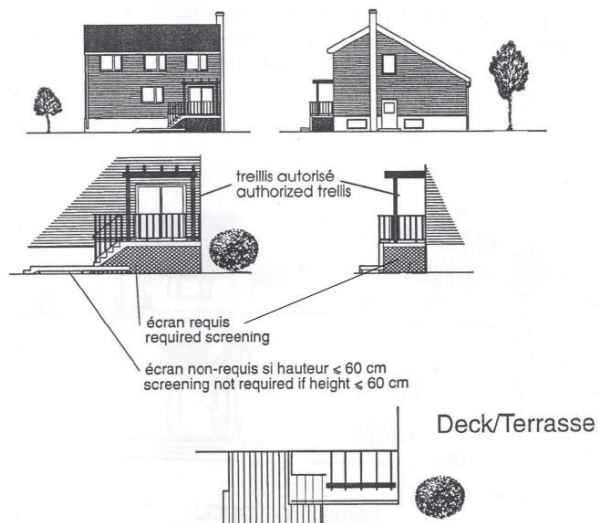 treillis autorisé
authorized trellis
écran requis
required screening
écran non-requis si hauteur ≤ 60 cm
screening not required if height ≤ 60 cm
Deck/Terrasse